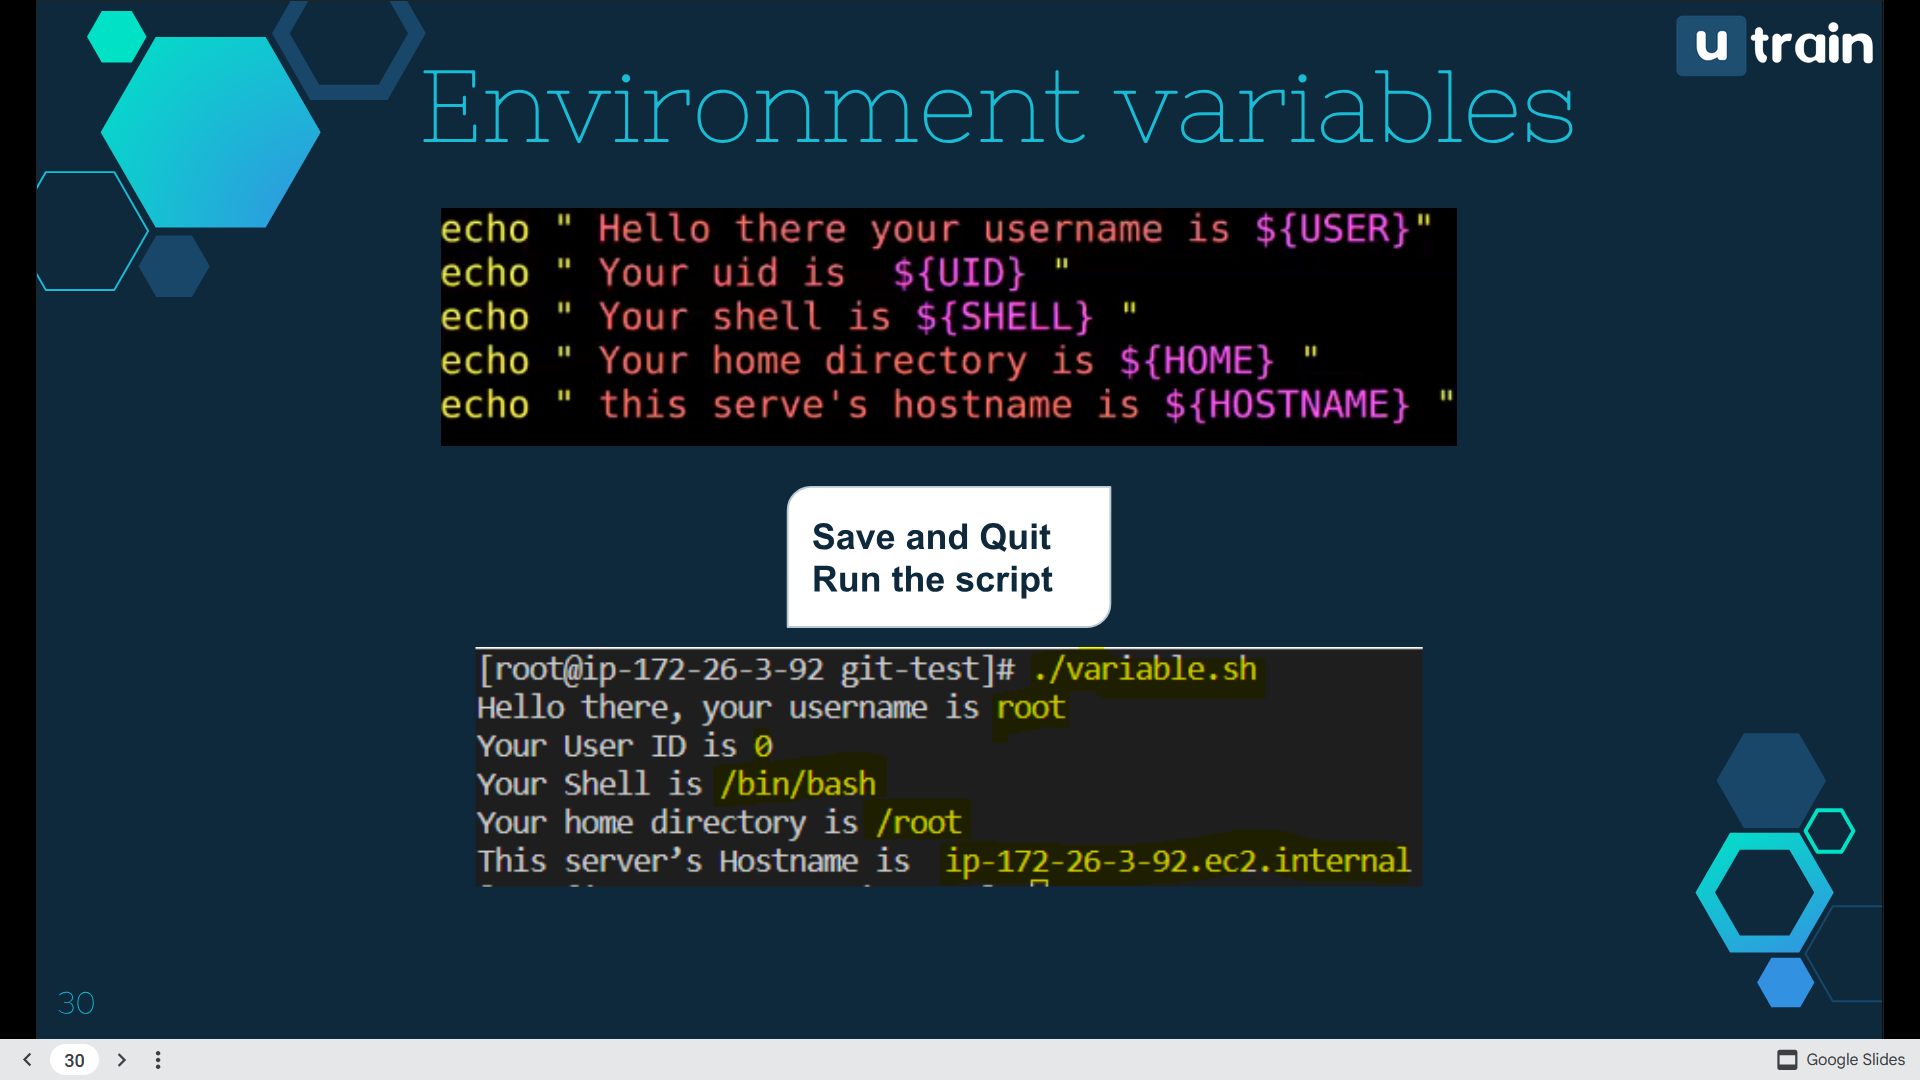 u train
Environment variables
echo " Hello there your username is ${USER}"
echo " Your uid is  ${UID} "
echo " Your shell is ${SHELL} "
echo " Your home directory is ${HOME} "
echo " this serve's hostname is ${HOSTNAME} "
Save and Quit
Run the script
[root@ip-172-26-3-92 git-test]# ./variable.sh
Hello there, your username is root
Your User ID is 0
Your Shell is /bin/bash
Your home directory is /root
This server’s Hostname is  ip-172-26-3-92.ec2.internal
30
30
Google Slides